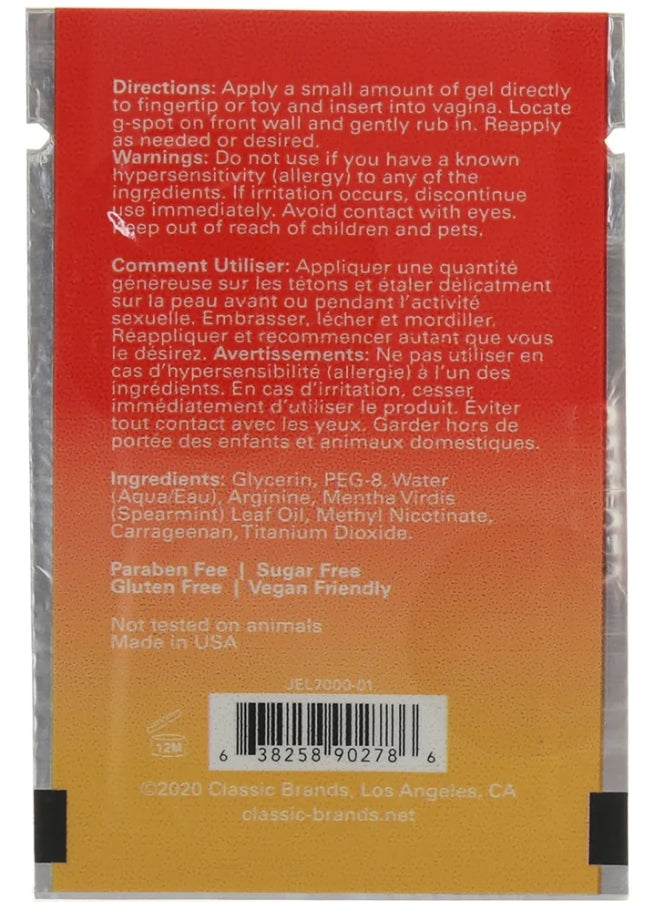 Directions: Apply a small amount of gel directly
to fingertip or toy and insert into vagina. Locate
g-spot on front wall and gently rub in. Reapply
as needed or desired.
Warnings: Do not use if you have a known
hypersensitivity (allergy) to any of the
ingredients. If irritation occurs, discontinue
use immediately. Avoid contact with eyes.
Keep out of reach of children and pets.
Comment Utiliser: Appliquer une quantité
généreuse sur les tétons et étaler délicatment
sur la peau avant ou pendant l'activité
sexuelle. Embrasser, lécher et mordiller.
Réappliquer et recommencer autant que vous
le désirez. Avertissements: Ne pas utiliser en
cas d'hypersensibilité (allergie) à l'un des
ingrédients. En cas d'irritation, cesser
immédiatement d'utiliser le produit. Éviter
tout contact avec les yeux. Garder hors de
portée des enfants et animaux domestiques.
Ingredients: Glycerin, PEG-8, Water
(Aqua/Eau), Arginine, Mentha Virdis
(Spearmint) Leaf Oil, Methyl Nicotinate,
Carrageenan, Titanium Dioxide.
Paraben Fee | Sugar Free
Gluten Free | Vegan Friendly
Not tested on animals
Made in USA
JEL7000-01
12M
6 38258 90278 6
©2020 Classic Brands, Los Angeles, CA
classic-brands.net